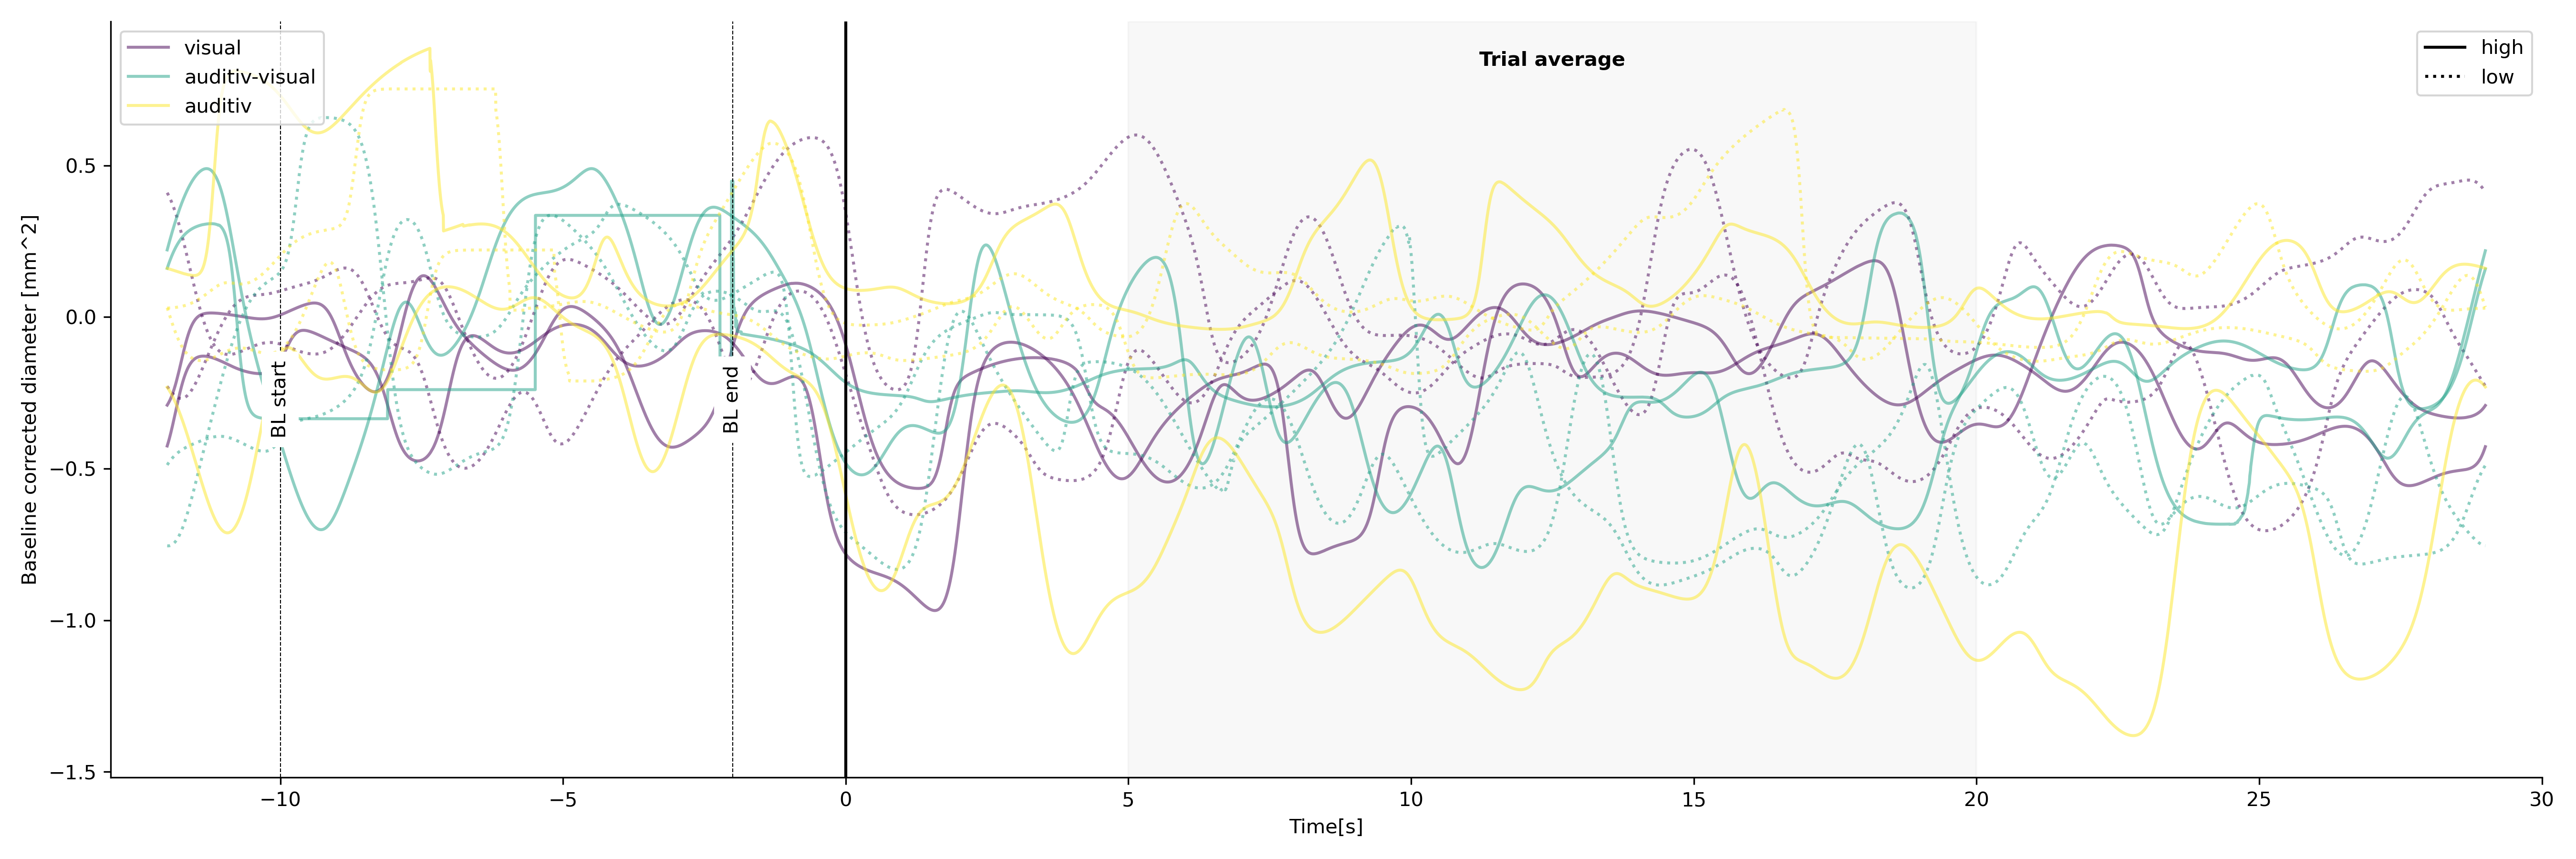 visual
auditiv-visual
auditiv
Trial average
high
low
BL start
BL end
Baseline corrected diameter [mm^2]
0.5
0.0
−0.5
−1.0
−1.5
−10
−5
0
5
10
15
20
25
30
Time[s]